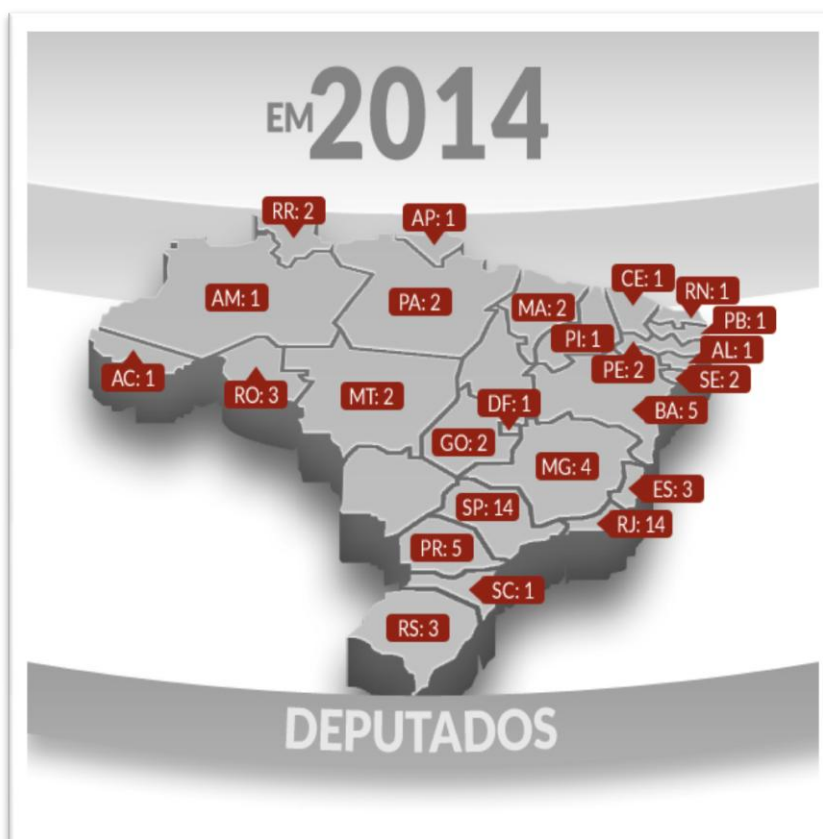 EM 2014
RR: 2
AP: 1
CE: 1
RN: 1
AM: 1
PA: 2
MA: 2
PB: 1
PI: 1
AL: 1
PE: 2
SE: 2
AC: 1
RO: 3
MT: 2
DF: 1
BA: 5
GO: 2
MG: 4
ES: 3
SP: 14
RJ: 14
PR: 5
SC: 1
RS: 3
DEPUTADOS